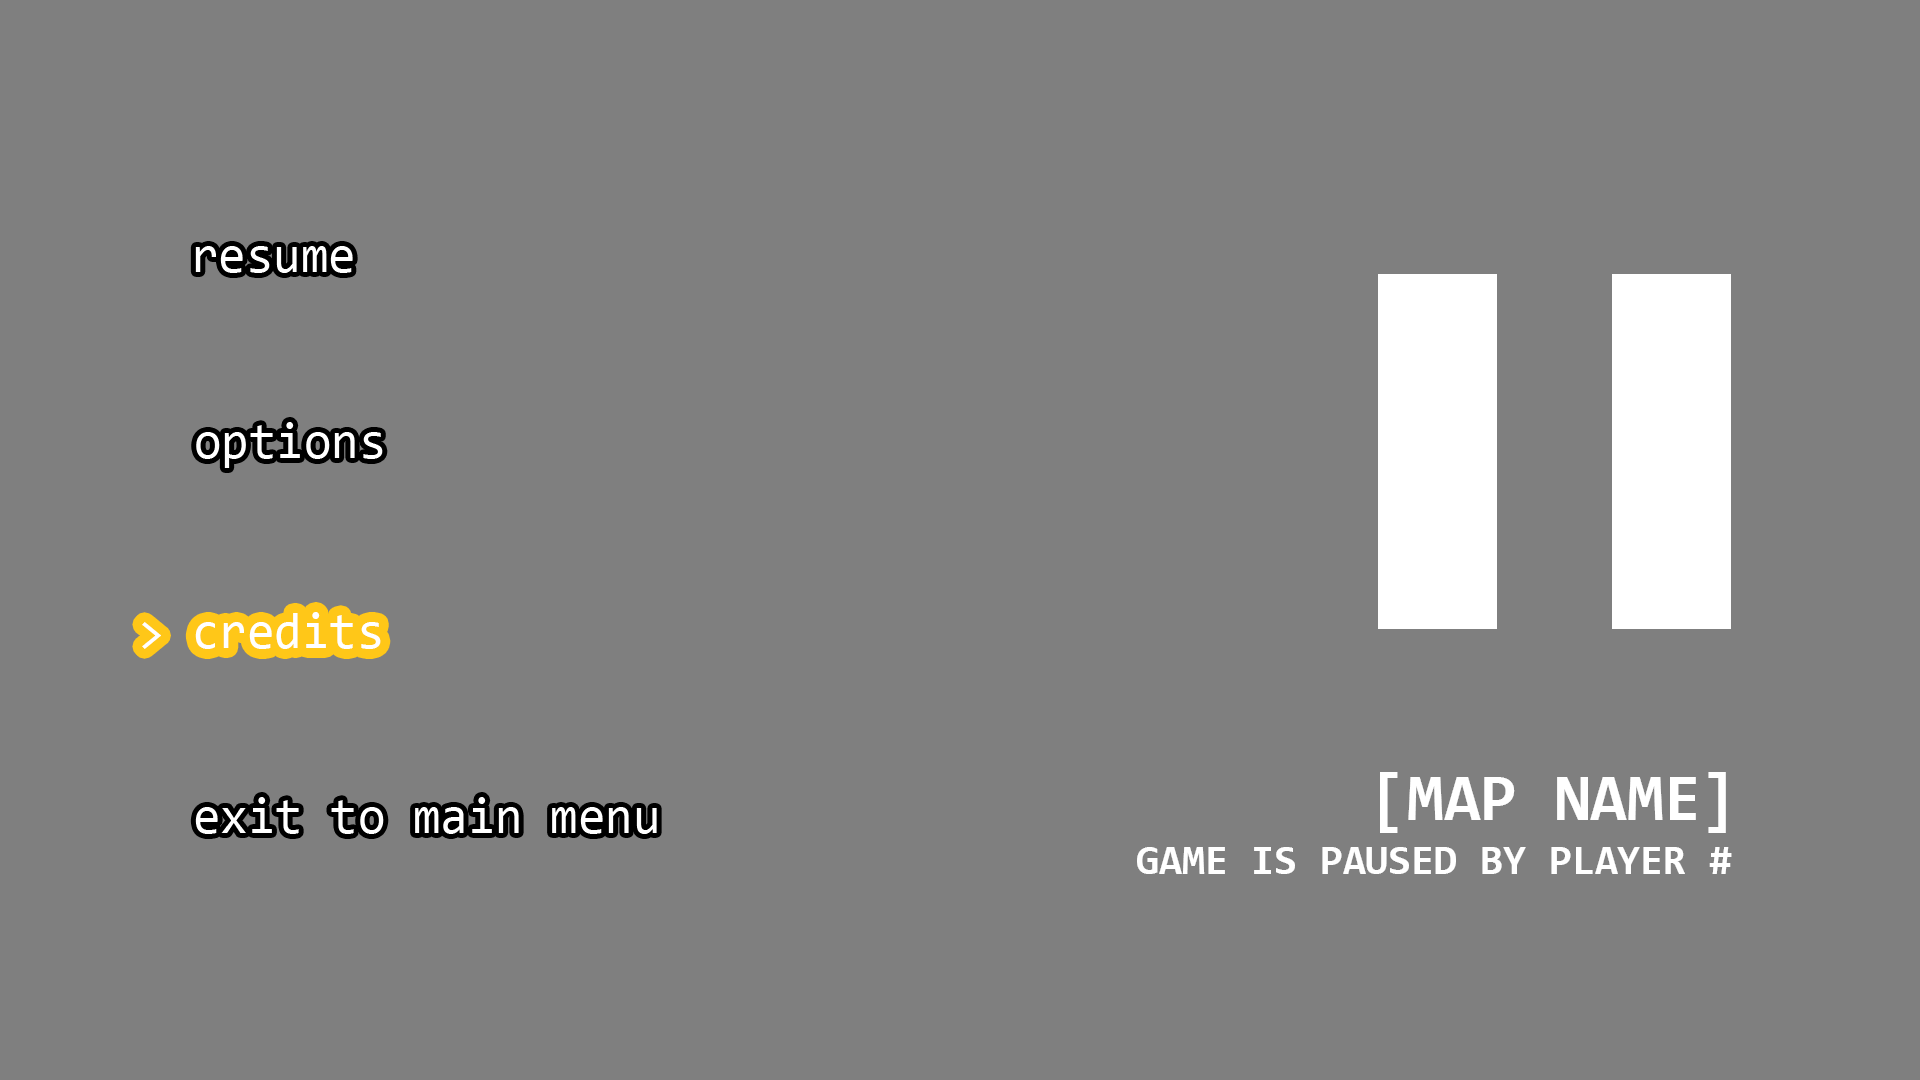 resume
options
> credits
exit to main menu
[MAP NAME]
GAME IS PAUSED BY PLAYER #